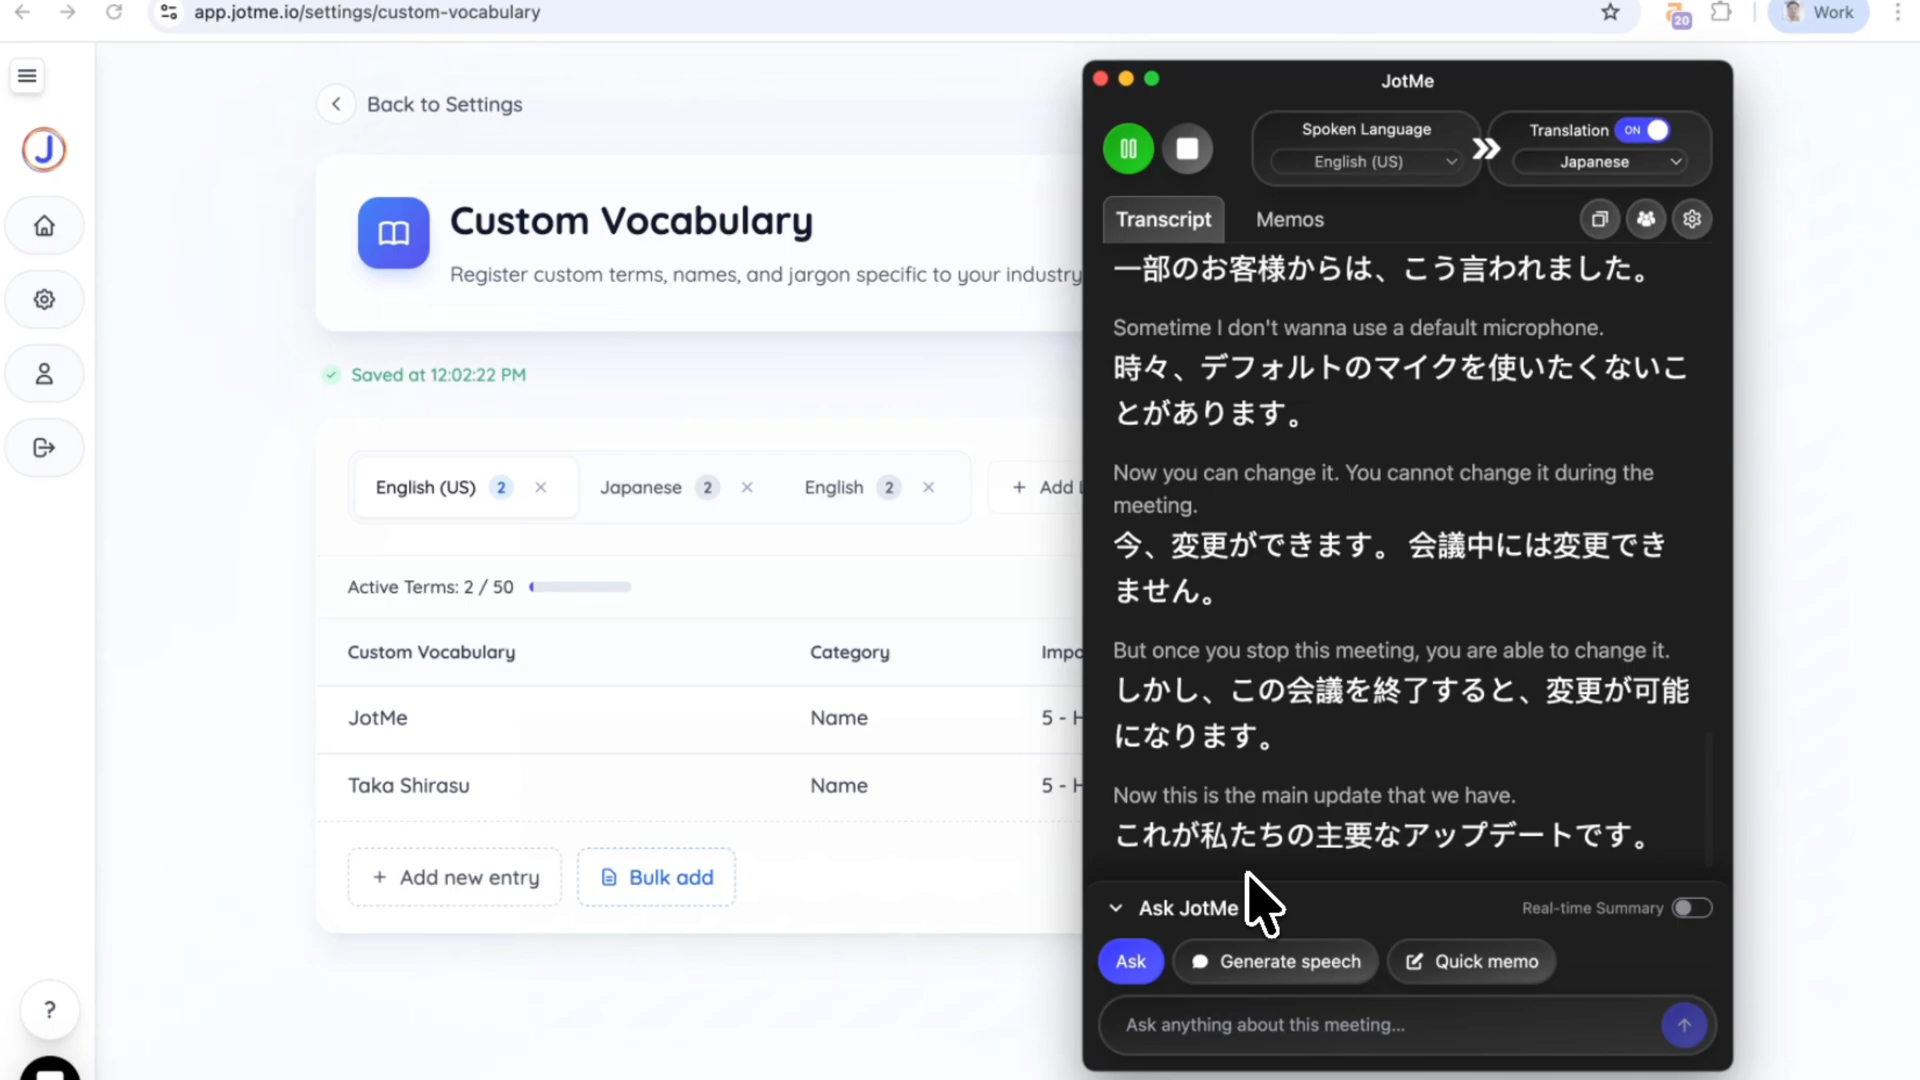 app.jotme.io/settings/custom-vocabulary
20
Work
J
Back to Settings
Custom Vocabulary
Register custom terms, names, and jargon specific to your industry
Saved at 12:02:22 PM
English (US) 2
Japanese 2
English 2
+ Add
Active Terms: 2 / 50
Custom Vocabulary Category Impo
JotMe Name 5 - H
Taka Shirasu Name 5 - H
+ Add new entry
Bulk add
?
JotMe
Spoken Language
English (US)
Translation ON
Japanese
Transcript
Memos
一部のお客様からは、こう言われました。
Sometime I don't wanna use a default microphone.
時々、デフォルトのマイクを使いたくないこ
とがあります。
Now you can change it. You cannot change it during the
meeting.
今、変更ができます。 会議中には変更でき
ません。
But once you stop this meeting, you are able to change it.
しかし、この会議を終了すると、変更が可能
になります。
Now this is the main update that we have.
これが私たちの主要なアップデートです。
Ask JotMe
Real-time Summary
Ask
Generate speech
Quick memo
Ask anything about this meeting...